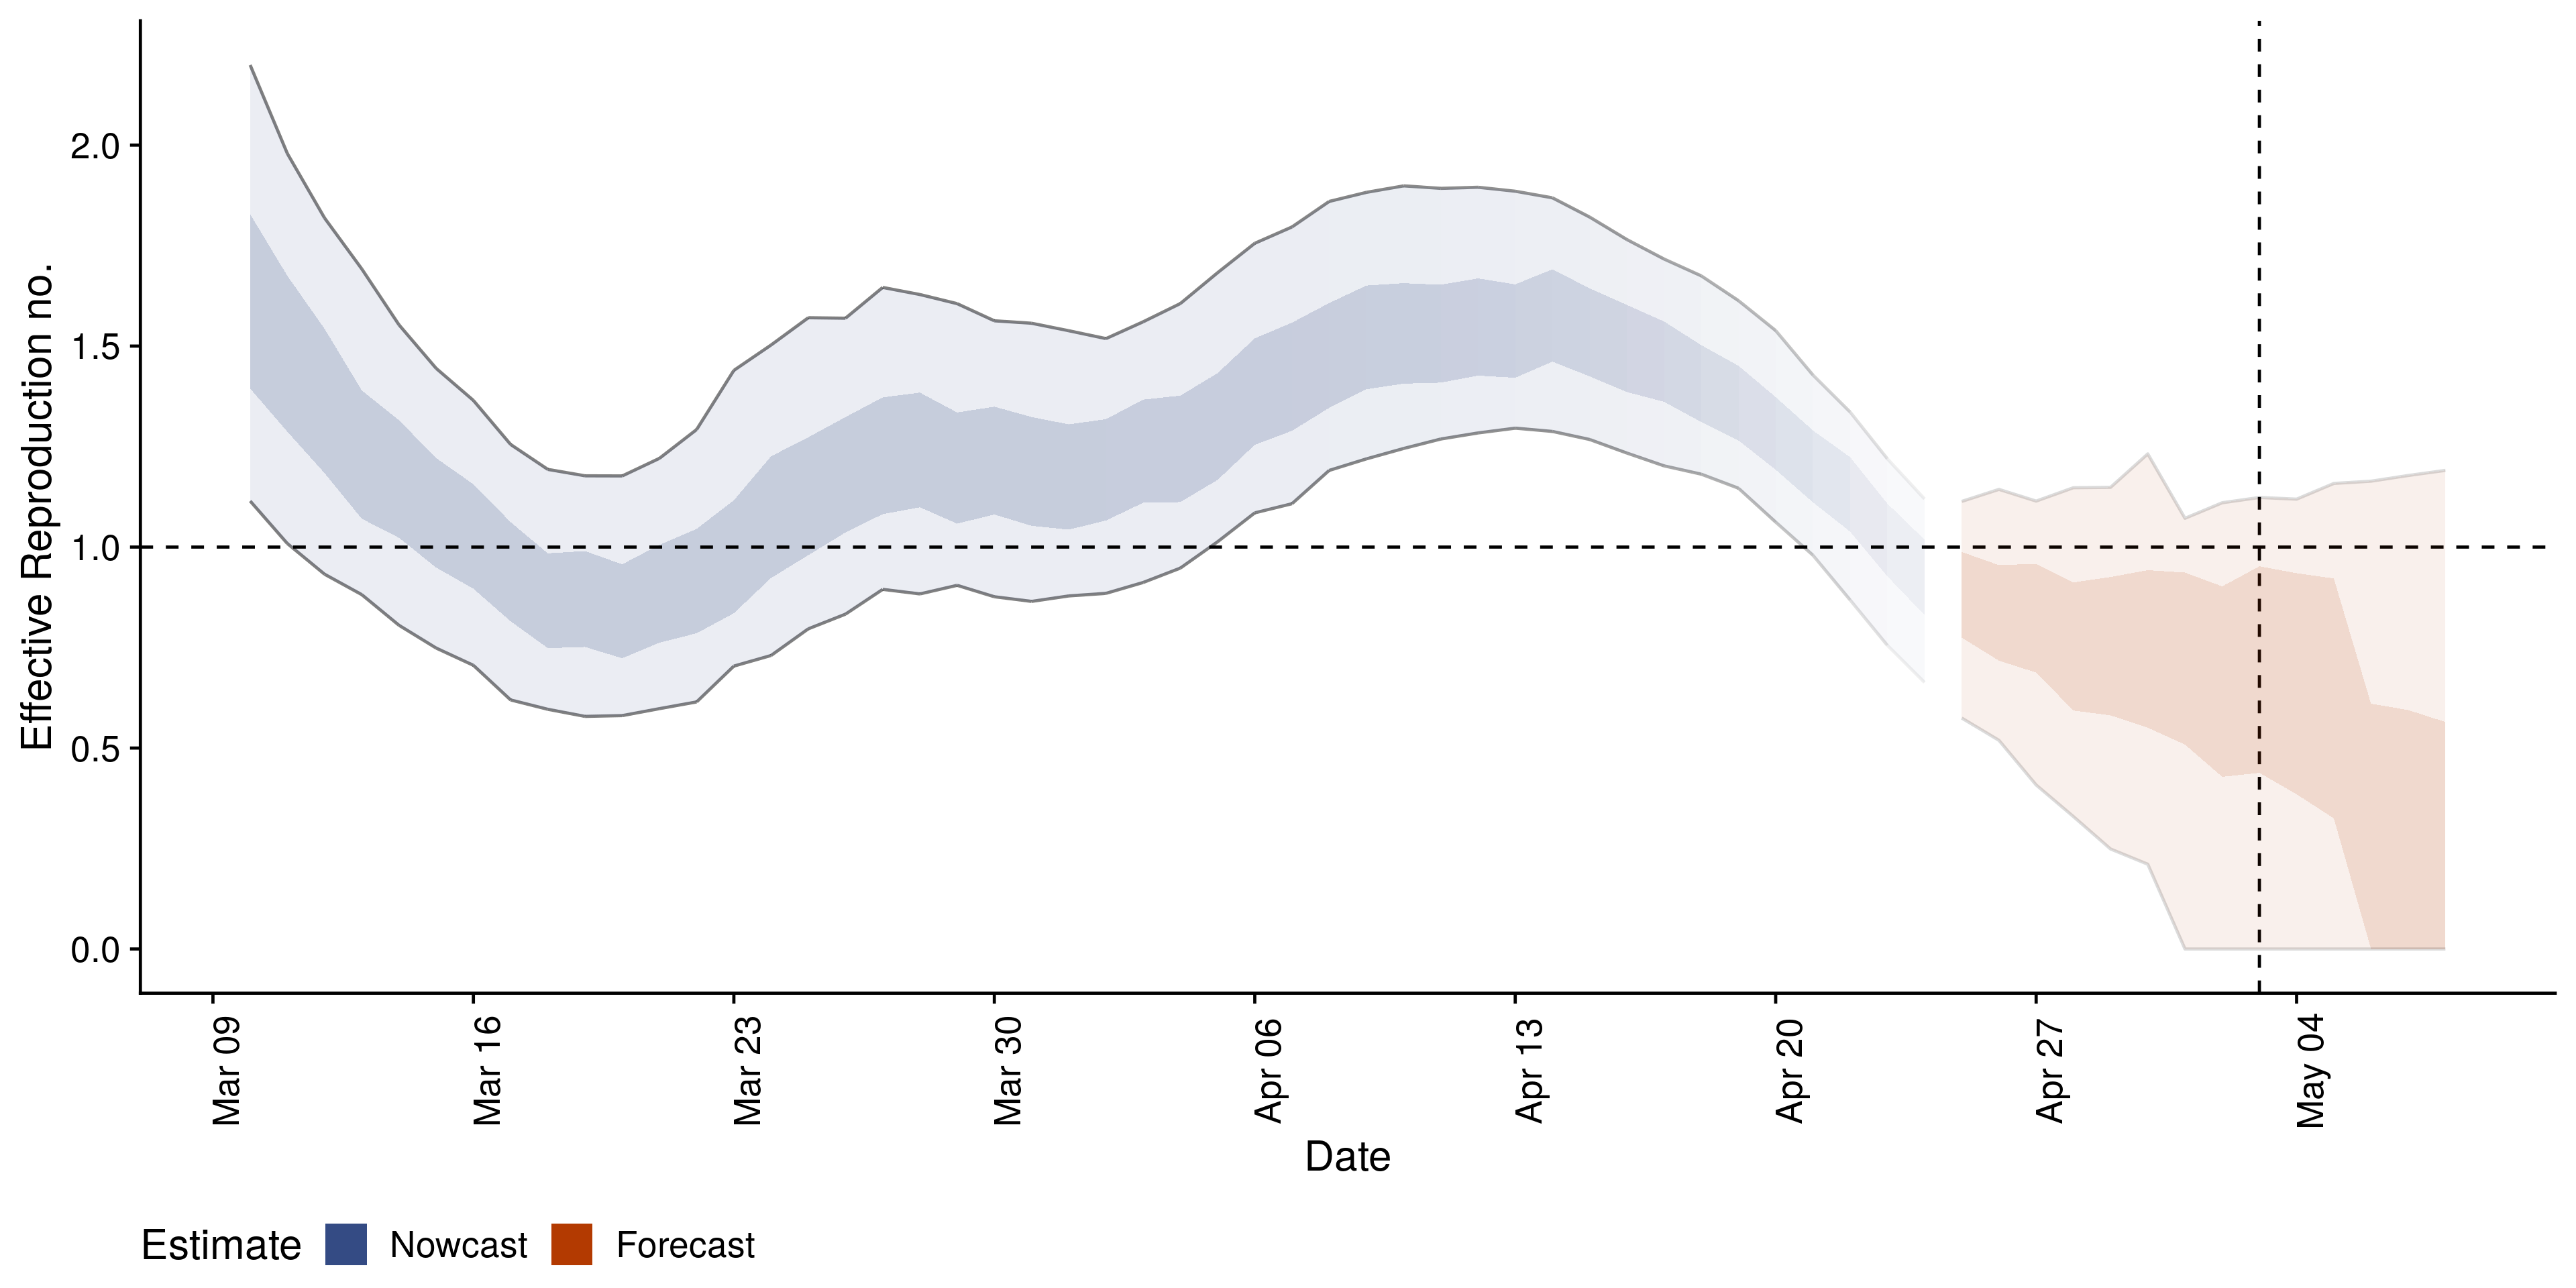 Effective Reproduction no.
2.0
1.5
1.0
0.5
0.0
Mar 09
Mar 16
Mar 23
Mar 30
Apr 06
Apr 13
Apr 20
Apr 27
May 04
Date
Estimate Nowcast Forecast